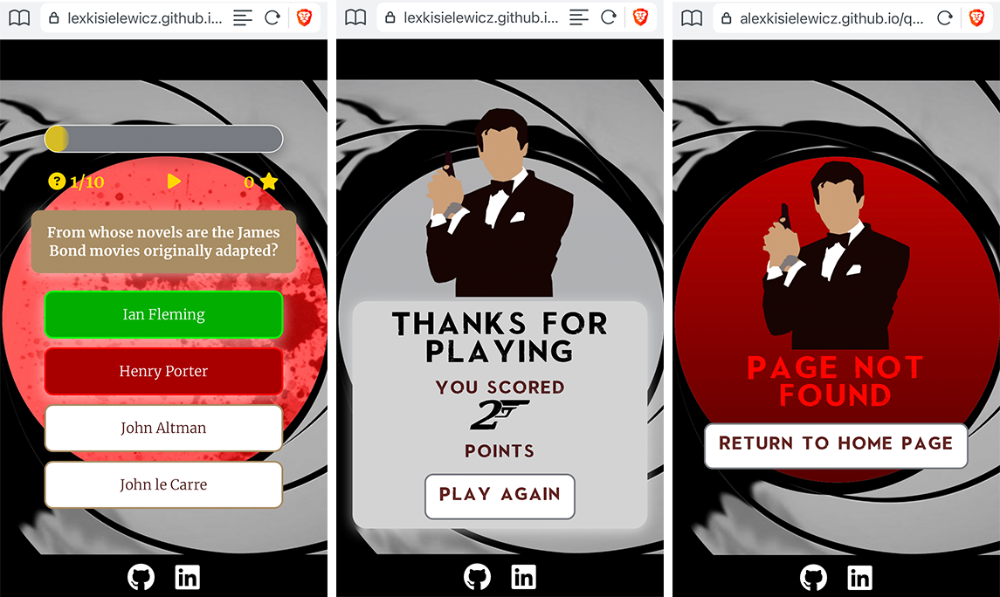 lexkisielewicz.github.i...
1/10
0
From whose novels are the James
Bond movies originally adapted?
Ian Fleming
Henry Porter
John Altman
John le Carre
lexkisielewicz.github.i...
THANKS FOR
PLAYING
YOU SCORED
2
POINTS
PLAY AGAIN
alexkisielewicz.github.io/q...
PAGE NOT
FOUND
RETURN TO HOME PAGE